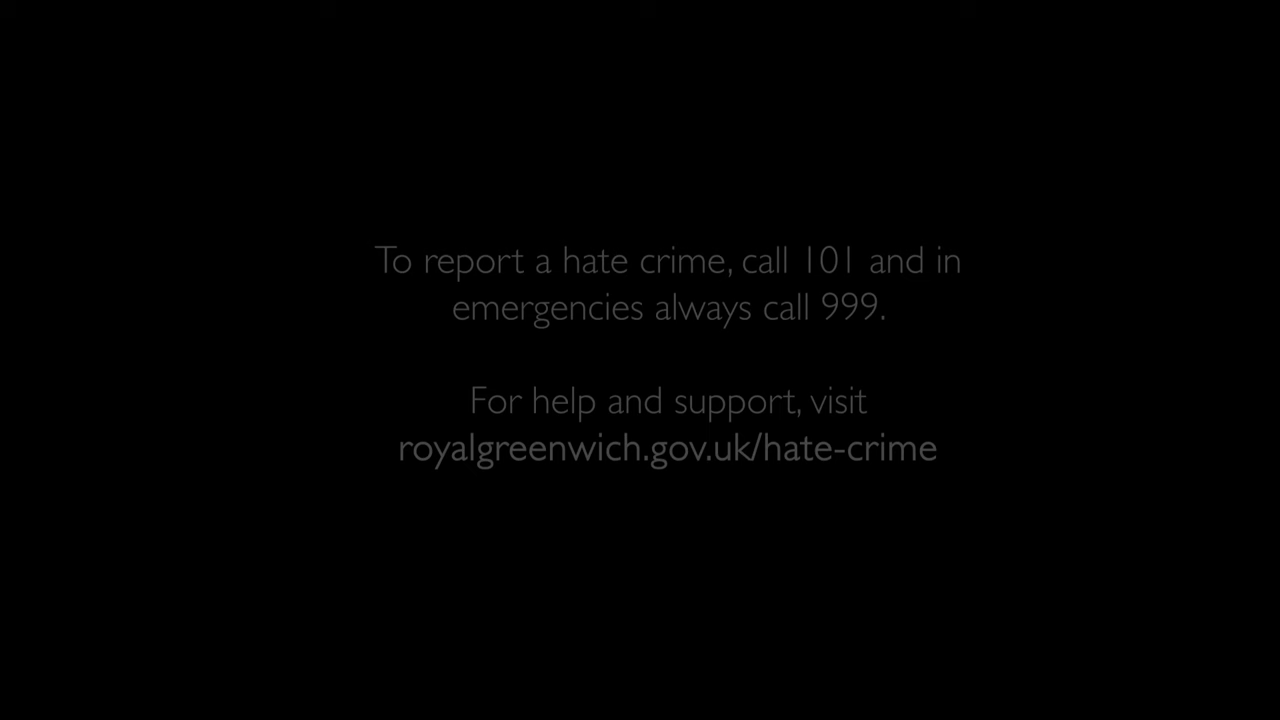 To report a hate crime, call 101 and in
emergencies always call 999.
For help and support, visit
royalgreenwich.gov.uk/hate-crime